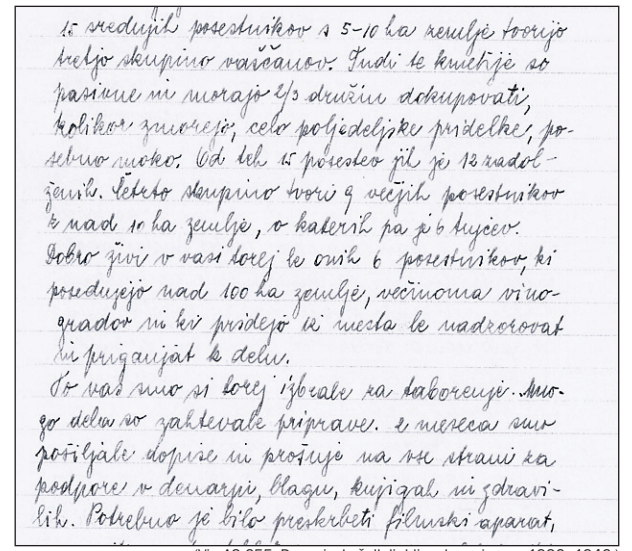 15 srednjih posestnikov s 5-10 ha zemlje tvorijo
tretjo skupino vaščanov. Tudi te kmetije so
pasivne in morajo 2/3 družin dokupovati,
kolikor zmorejo, celo poljedeljske pridelke, po-
sebno moko. Od teh 15 posestev jih je 12 zadol-
ženih. Četrto skupino tvori 9 večjih posestnikov
z nad 10 ha zemlje, v katerih pa je 6 tujcev.
Dobro živi v vasi torej le onih 6 posestnikov, ki
posedujejo nad 100 ha zemlje, večinoma vino-
gradov in ki pridejo iz mesta le nadzorovat
in priganjat k delu.
To vas smo si torej izbrale za taborenje. Mno-
go dela so zahtevale priprave. 2 meseca smo
pošiljale dopise in prošnje na vse strani za
podpore v denarju, blagu, knjigah in zdravi-
lih. Potrebno je bilo preskrbeti filmski aparat,